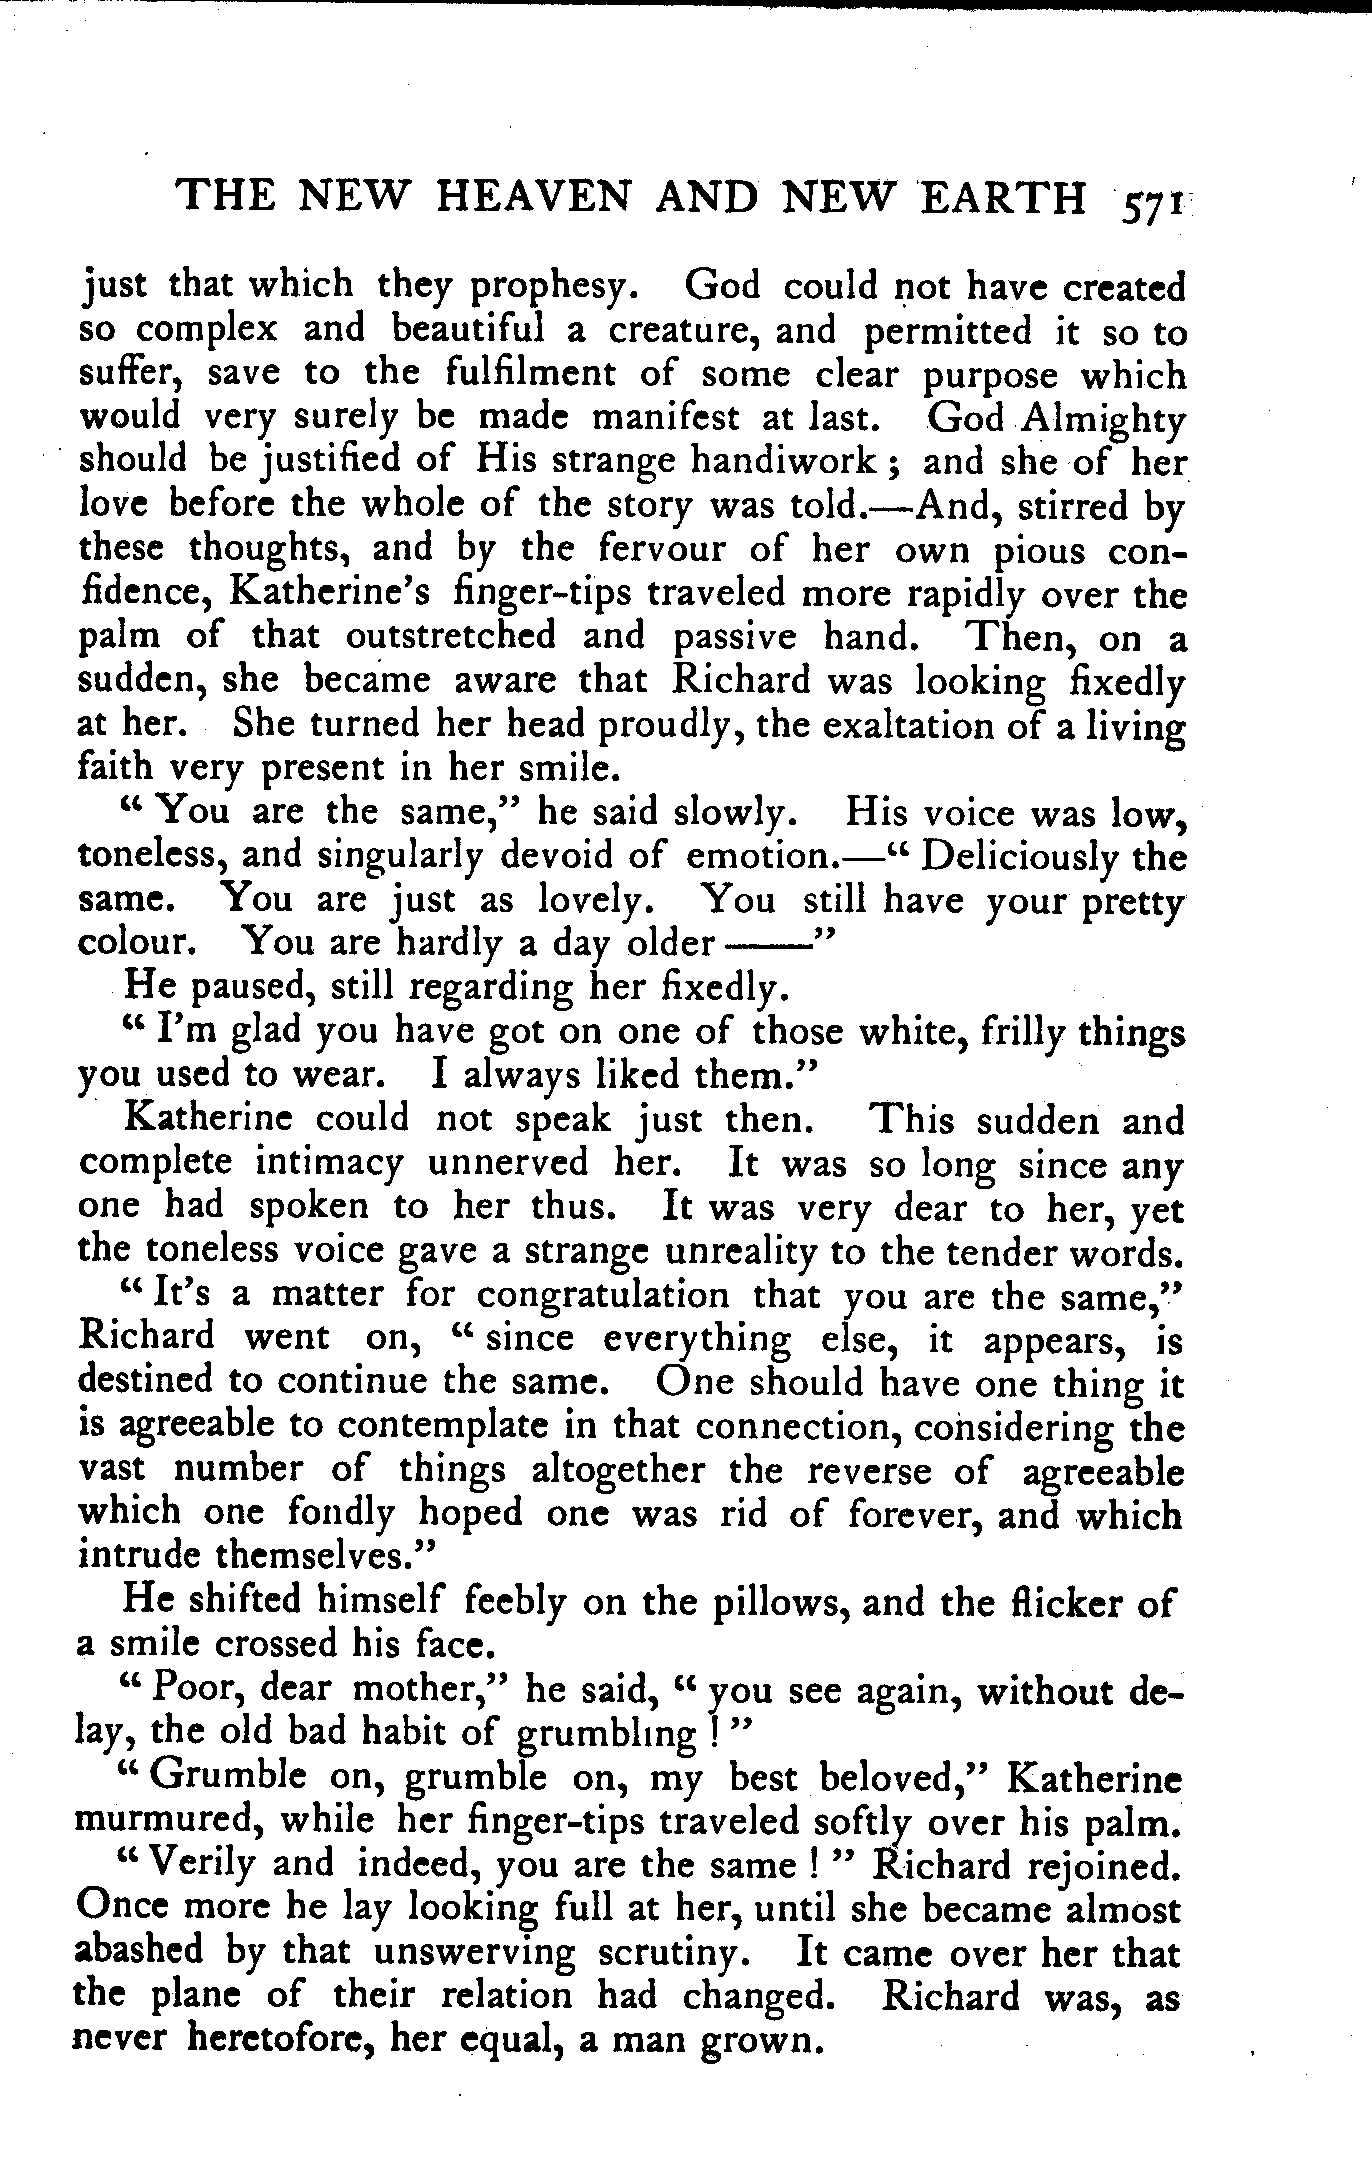 THE NEW HEAVEN AND NEW EARTH 571
just that which they prophesy. God could not have created
so complex and beautiful a creature, and permitted it so to
suffer, save to the fulfilment of some clear purpose which
would very surely be made manifest at last. God Almighty
should be justified of His strange handiwork; and she of her
love before the whole of the story was told.—And, stirred by
these thoughts, and by the fervour of her own pious con-
fidence, Katherine's finger-tips traveled more rapidly over the
palm of that outstretched and passive hand. Then, on a
sudden, she became aware that Richard was looking fixedly
at her. She turned her head proudly, the exaltation of a living
faith very present in her smile.
"You are the same," he said slowly. His voice was low,
toneless, and singularly devoid of emotion.—"Deliciously the
same. You are just as lovely. You still have your pretty
colour. You are hardly a day older ——"
He paused, still regarding her fixedly.
"I'm glad you have got on one of those white, frilly things
you used to wear. I always liked them."
Katherine could not speak just then. This sudden and
complete intimacy unnerved her. It was so long since any
one had spoken to her thus. It was very dear to her, yet
the toneless voice gave a strange unreality to the tender words.
"It's a matter for congratulation that you are the same,"
Richard went on, "since everything else, it appears, is
destined to continue the same. One should have one thing it
is agreeable to contemplate in that connection, considering the
vast number of things altogether the reverse of agreeable
which one fondly hoped one was rid of forever, and which
intrude themselves."
He shifted himself feebly on the pillows, and the flicker of
a smile crossed his face.
"Poor, dear mother," he said, "you see again, without de-
lay, the old bad habit of grumbling!"
"Grumble on, grumble on, my best beloved," Katherine
murmured, while her finger-tips traveled softly over his palm.
"Verily and indeed, you are the same!" Richard rejoined.
Once more he lay looking full at her, until she became almost
abashed by that unswerving scrutiny. It came over her that
the plane of their relation had changed. Richard was, as
never heretofore, her equal, a man grown.